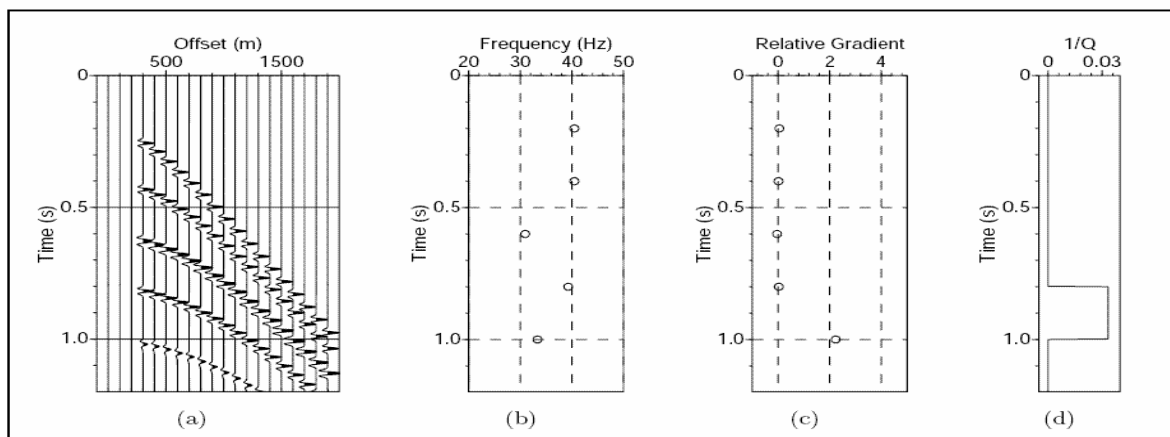 Offset (m)
500 1500
0
0.5
1.0
Time (s)
(a)
Frequency (Hz)
20 30 40 50
0
0.5
1.0
Time (s)
(b)
Relative Gradient
0 2 4
0
0.5
1.0
Time (s)
(c)
1/Q
0 0.03
0
0.5
1.0
Time (s)
(d)